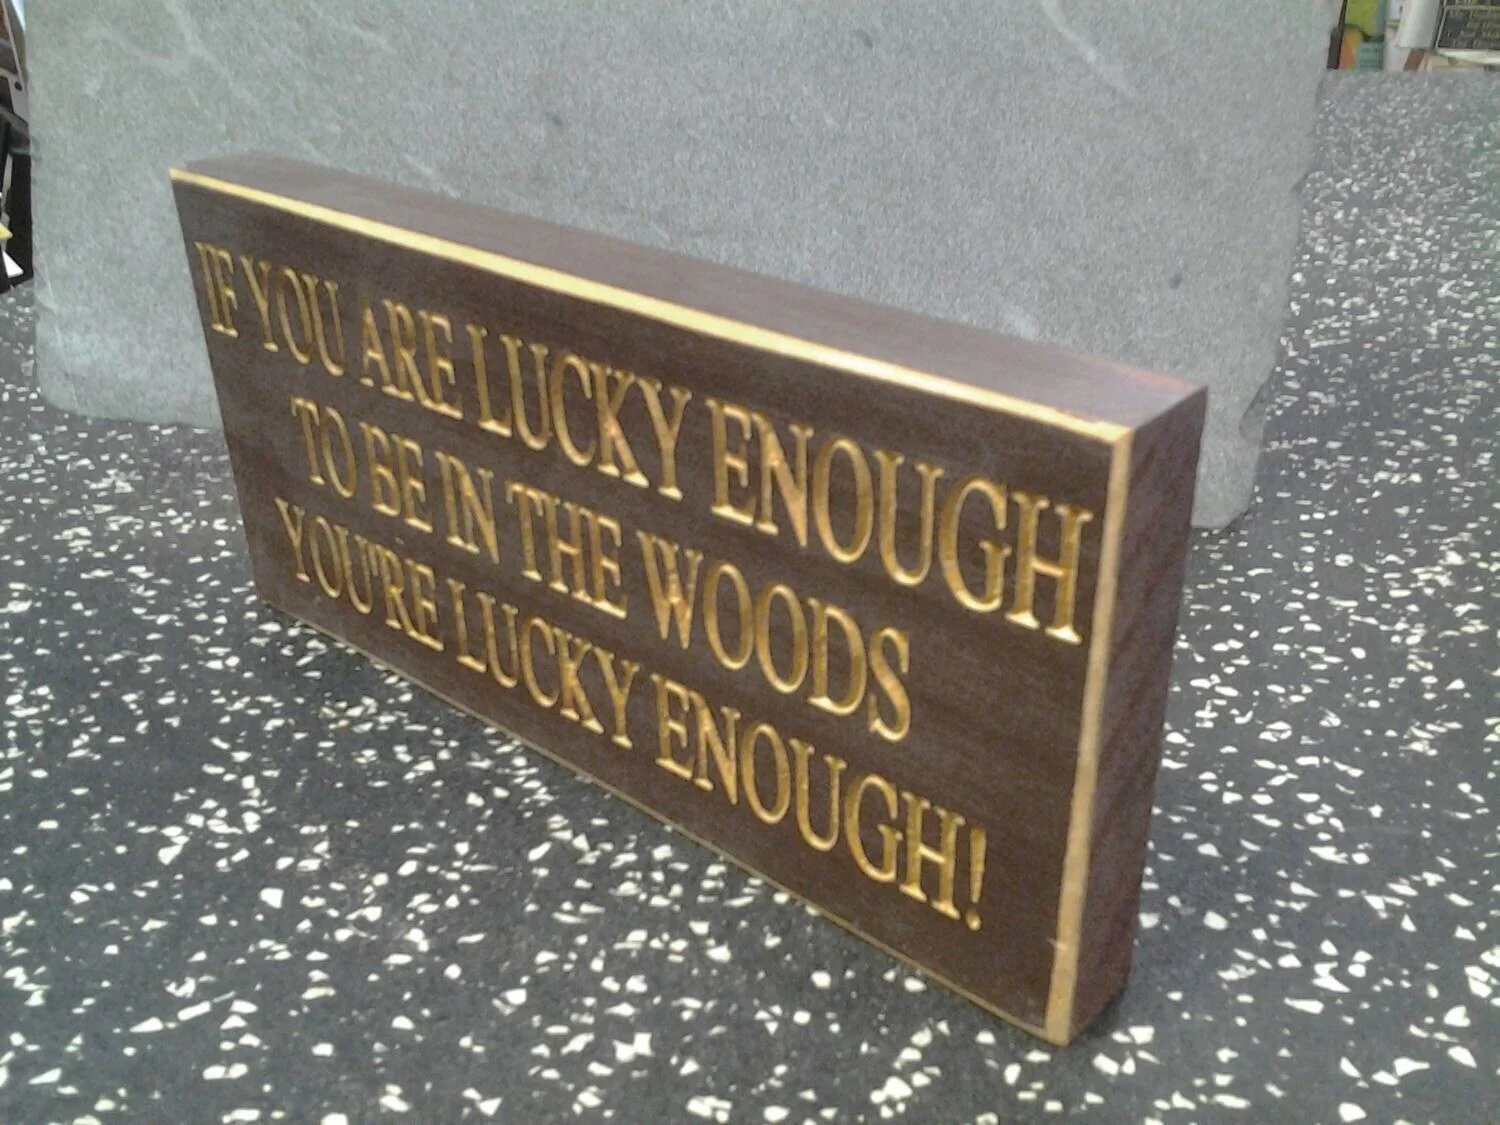 IF YOU ARE LUCKY ENOUGH
TO BE IN THE WOODS
YOU'RE LUCKY ENOUGH!